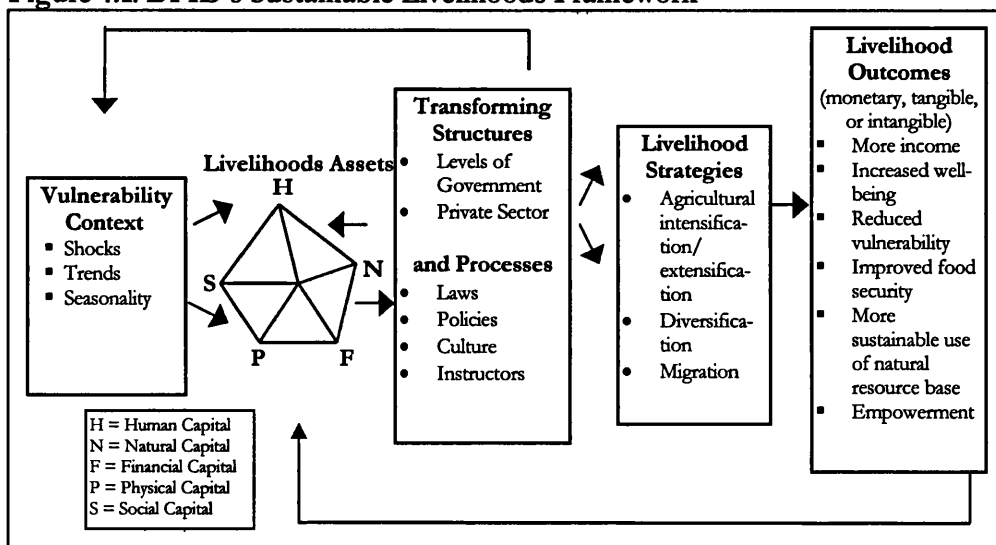 Figure 4.1. DFID's Sustainable Livelihoods Framework
Vulnerability
Context
▪ Shocks
▪ Trends
▪ Seasonality
Livelihoods Assets
H
S
N
P
F
H = Human Capital
N = Natural Capital
F = Financial Capital
P = Physical Capital
S = Social Capital
Transforming
Structures
• Levels of
Government
• Private Sector
and Processes
• Laws
• Policies
• Culture
• Instructors
Livelihood
Strategies
• Agricultural
intensifica-
tion/
extensifica-
tion
• Diversifica-
tion
• Migration
Livelihood
Outcomes
(monetary, tangible,
or intangible)
▪ More income
▪ Increased well-
being
▪ Reduced
vulnerability
▪ Improved food
security
▪ More
sustainable use
of natural
resource base
▪ Empowerment